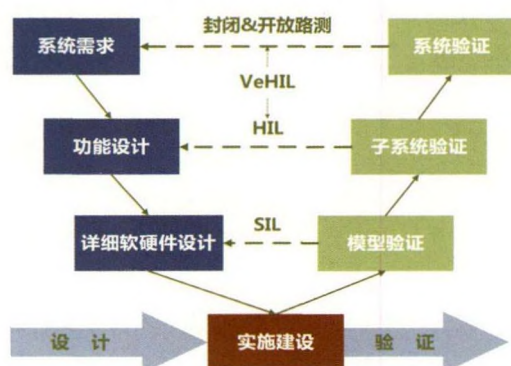 封闭&开放路测
系统需求
系统验证
VeHIL
HIL
功能设计
子系统验证
SIL
详细软硬件设计
模型验证
设 计
实施建设
验 证